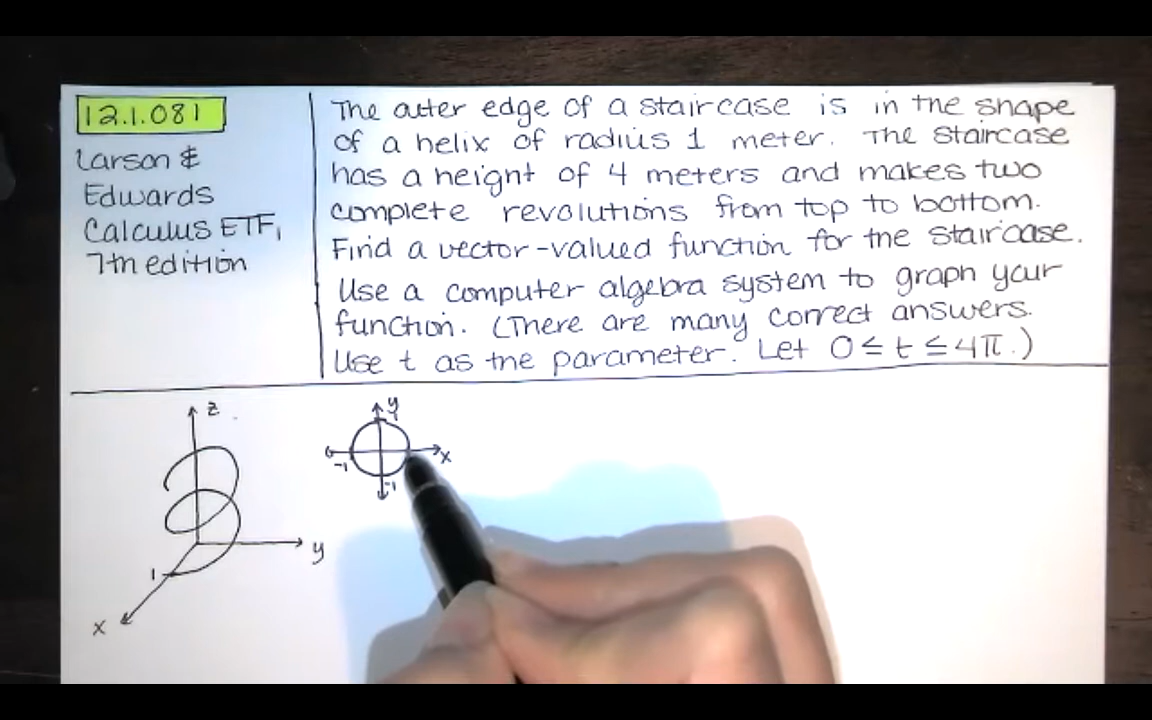 12.1.081
Larson &
Edwards
Calculus ETF,
7th edition
The outer edge of a staircase is in the shape
of a helix of radius 1 meter. The staircase
has a height of 4 meters and makes two
complete revolutions from top to bottom.
Find a vector-valued function for the staircase.
Use a computer algebra system to graph your
function. (There are many correct answers.
Use t as the parameter. Let 0 ≤ t ≤ 4π.)
z
y
x
1
y
x
-1
-1